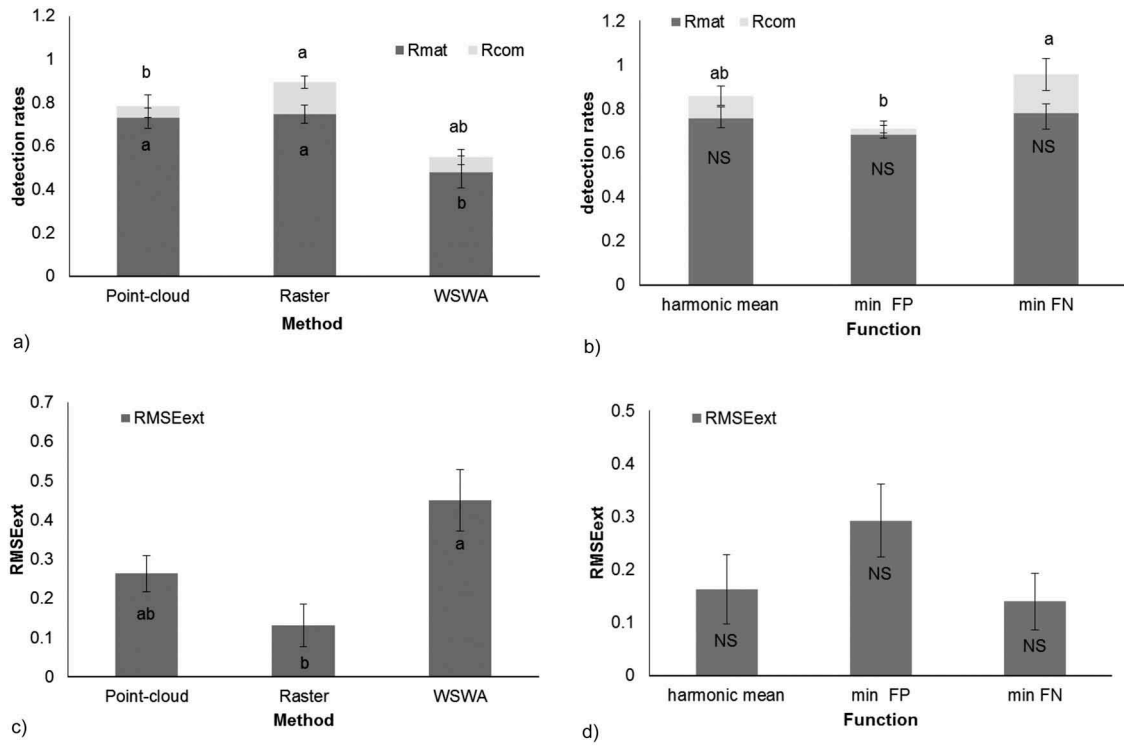 1.2
1
0.8
0.6
0.4
0.2
0
detection rates
Rmat Rcom
b
a
a
a
ab
b
Point-cloud Raster WSWA
Method
a)
1.2
1
0.8
0.6
0.4
0.2
0
detection rates
Rmat Rcom
ab
NS
b
NS
a
NS
harmonic mean min FP min FN
Function
b)
0.7
0.6
0.5
0.4
0.3
0.2
0.1
0
RMSEext
RMSEext
ab
b
a
Point-cloud Raster WSWA
Method
c)
0.5
0.4
0.3
0.2
0.1
0
RMSEext
RMSEext
NS
NS
NS
harmonic mean min FP min FN
Function
d)